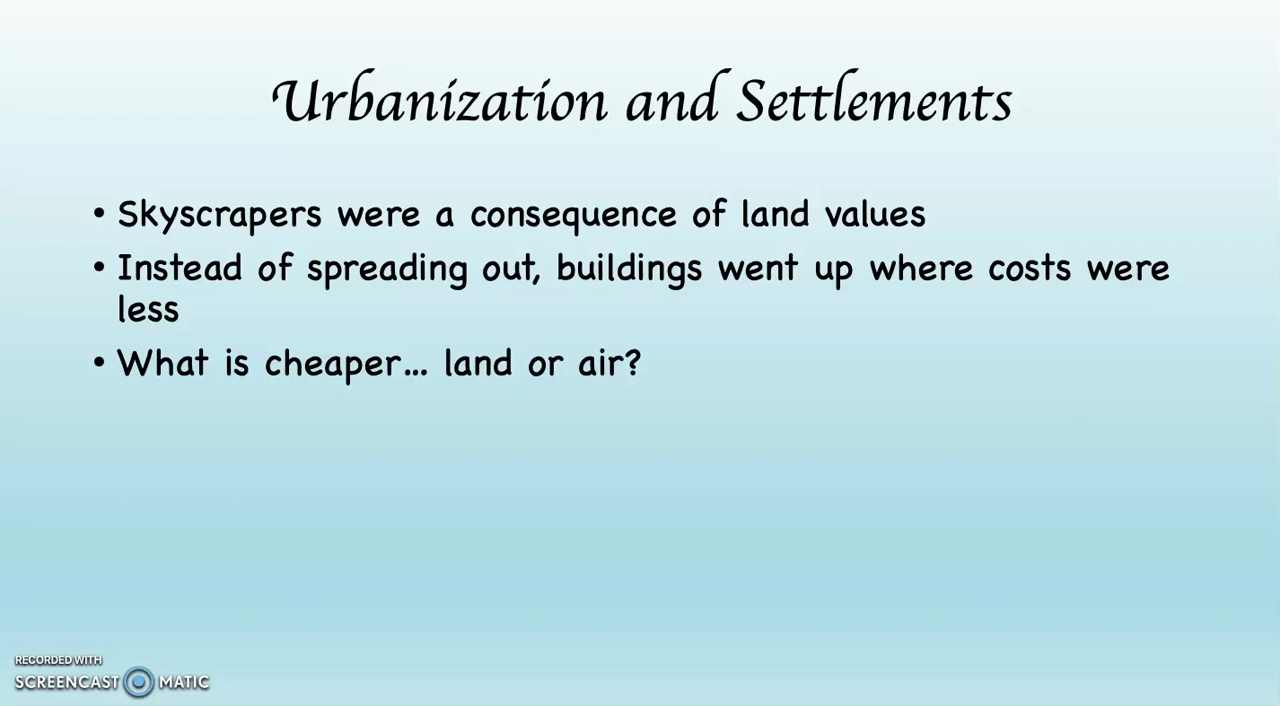 Urbanization and Settlements
• Skyscrapers were a consequence of land values
• Instead of spreading out, buildings went up where costs were
less
• What is cheaper... land or air?
RECORDED WITH
SCREENCAST MATIC